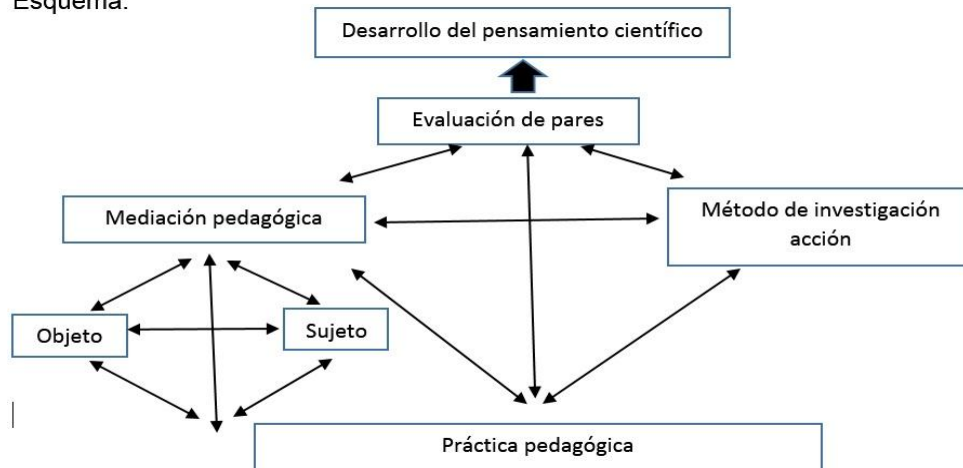 Esquema:
Desarrollo del pensamiento científico
Evaluación de pares
Mediación pedagógica
Método de investigación
acción
Objeto
Sujeto
Práctica pedagógica